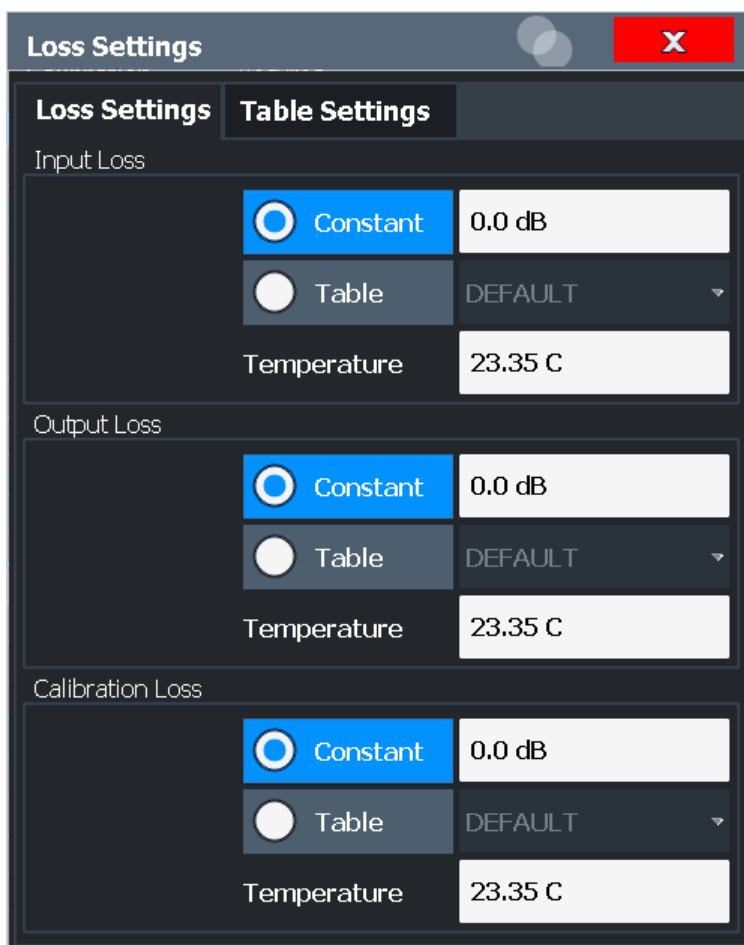 Loss Settings
X
Loss Settings Table Settings
Input Loss
Constant 0.0 dB
Table DEFAULT
Temperature 23.35 C
Output Loss
Constant 0.0 dB
Table DEFAULT
Temperature 23.35 C
Calibration Loss
Constant 0.0 dB
Table DEFAULT
Temperature 23.35 C